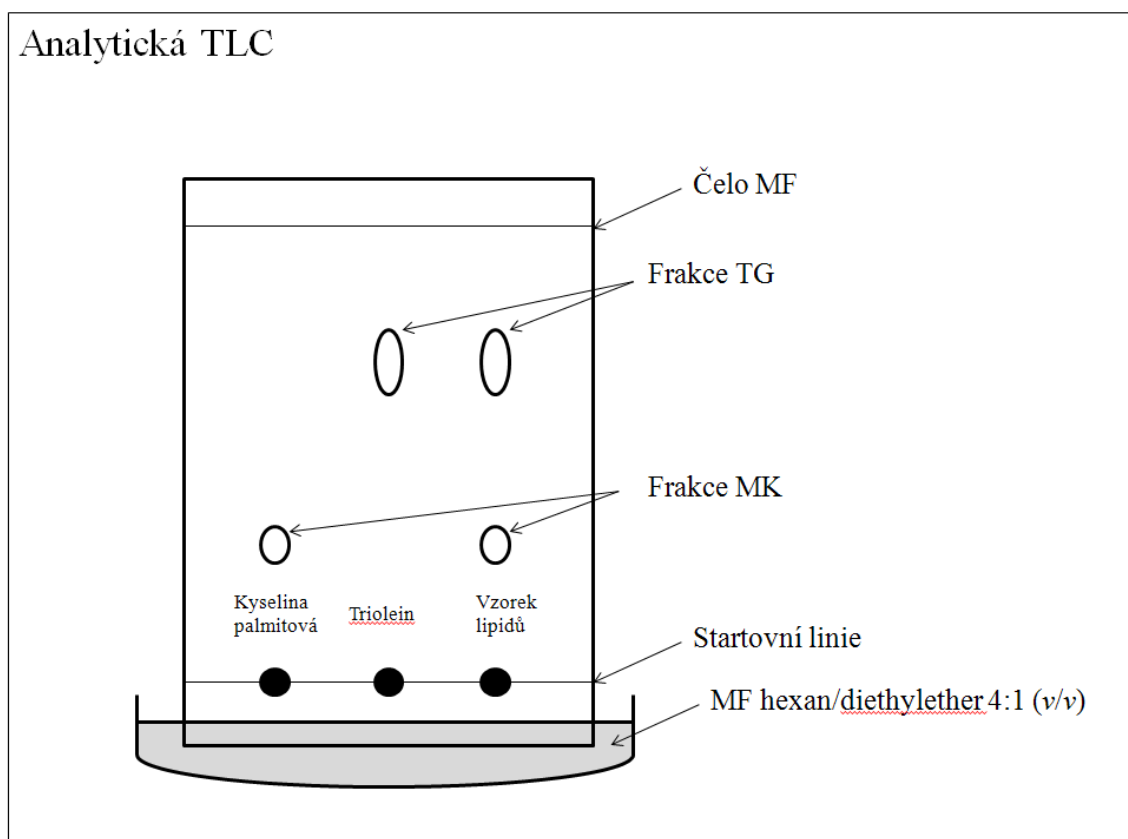 Analytická TLC
Čelo MF
Frakce TG
Frakce MK
Kyselina
palmitová
Triolein
Vzorek
lipidů
Startovní linie
MF hexan/diethylether 4:1 (v/v)